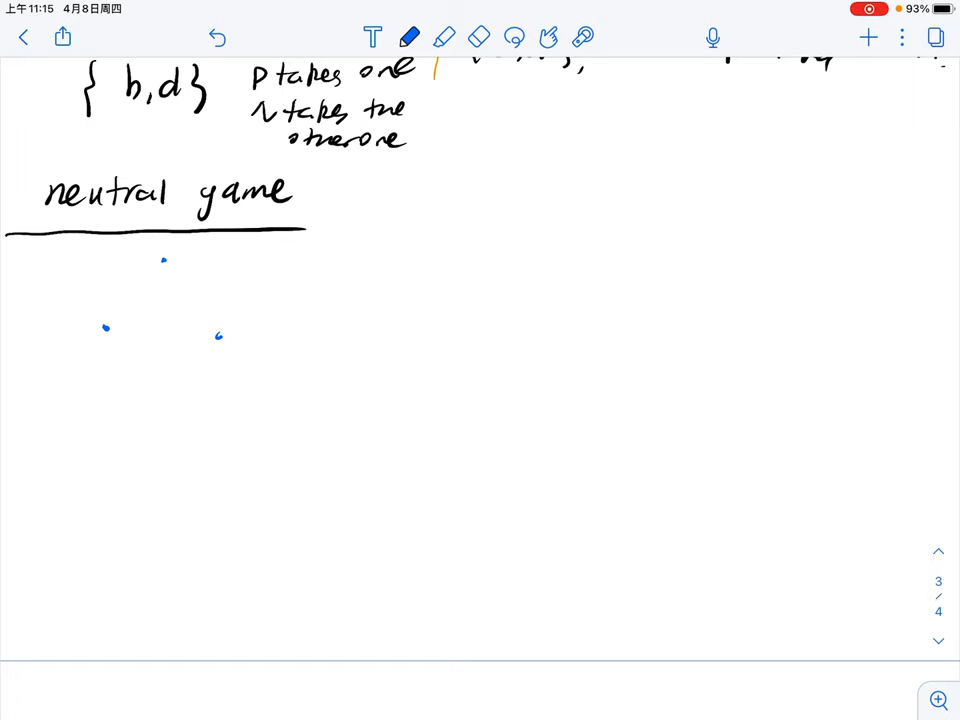 上午11:15 4月8日周四
93%
{ b,d } P takes one
N takes the
other one
neutral game
3
/
4